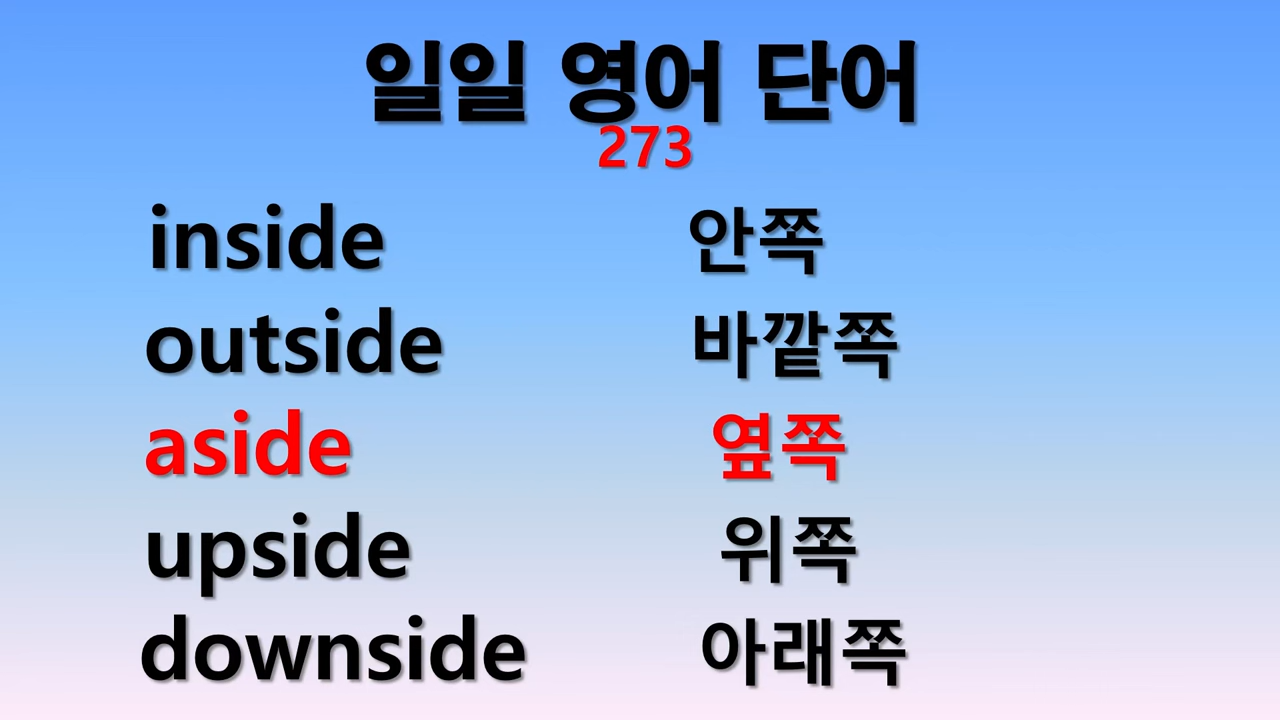 일일 영어 단어
273
inside 안쪽
outside 바깥쪽
aside 옆쪽
upside 위쪽
downside 아래쪽